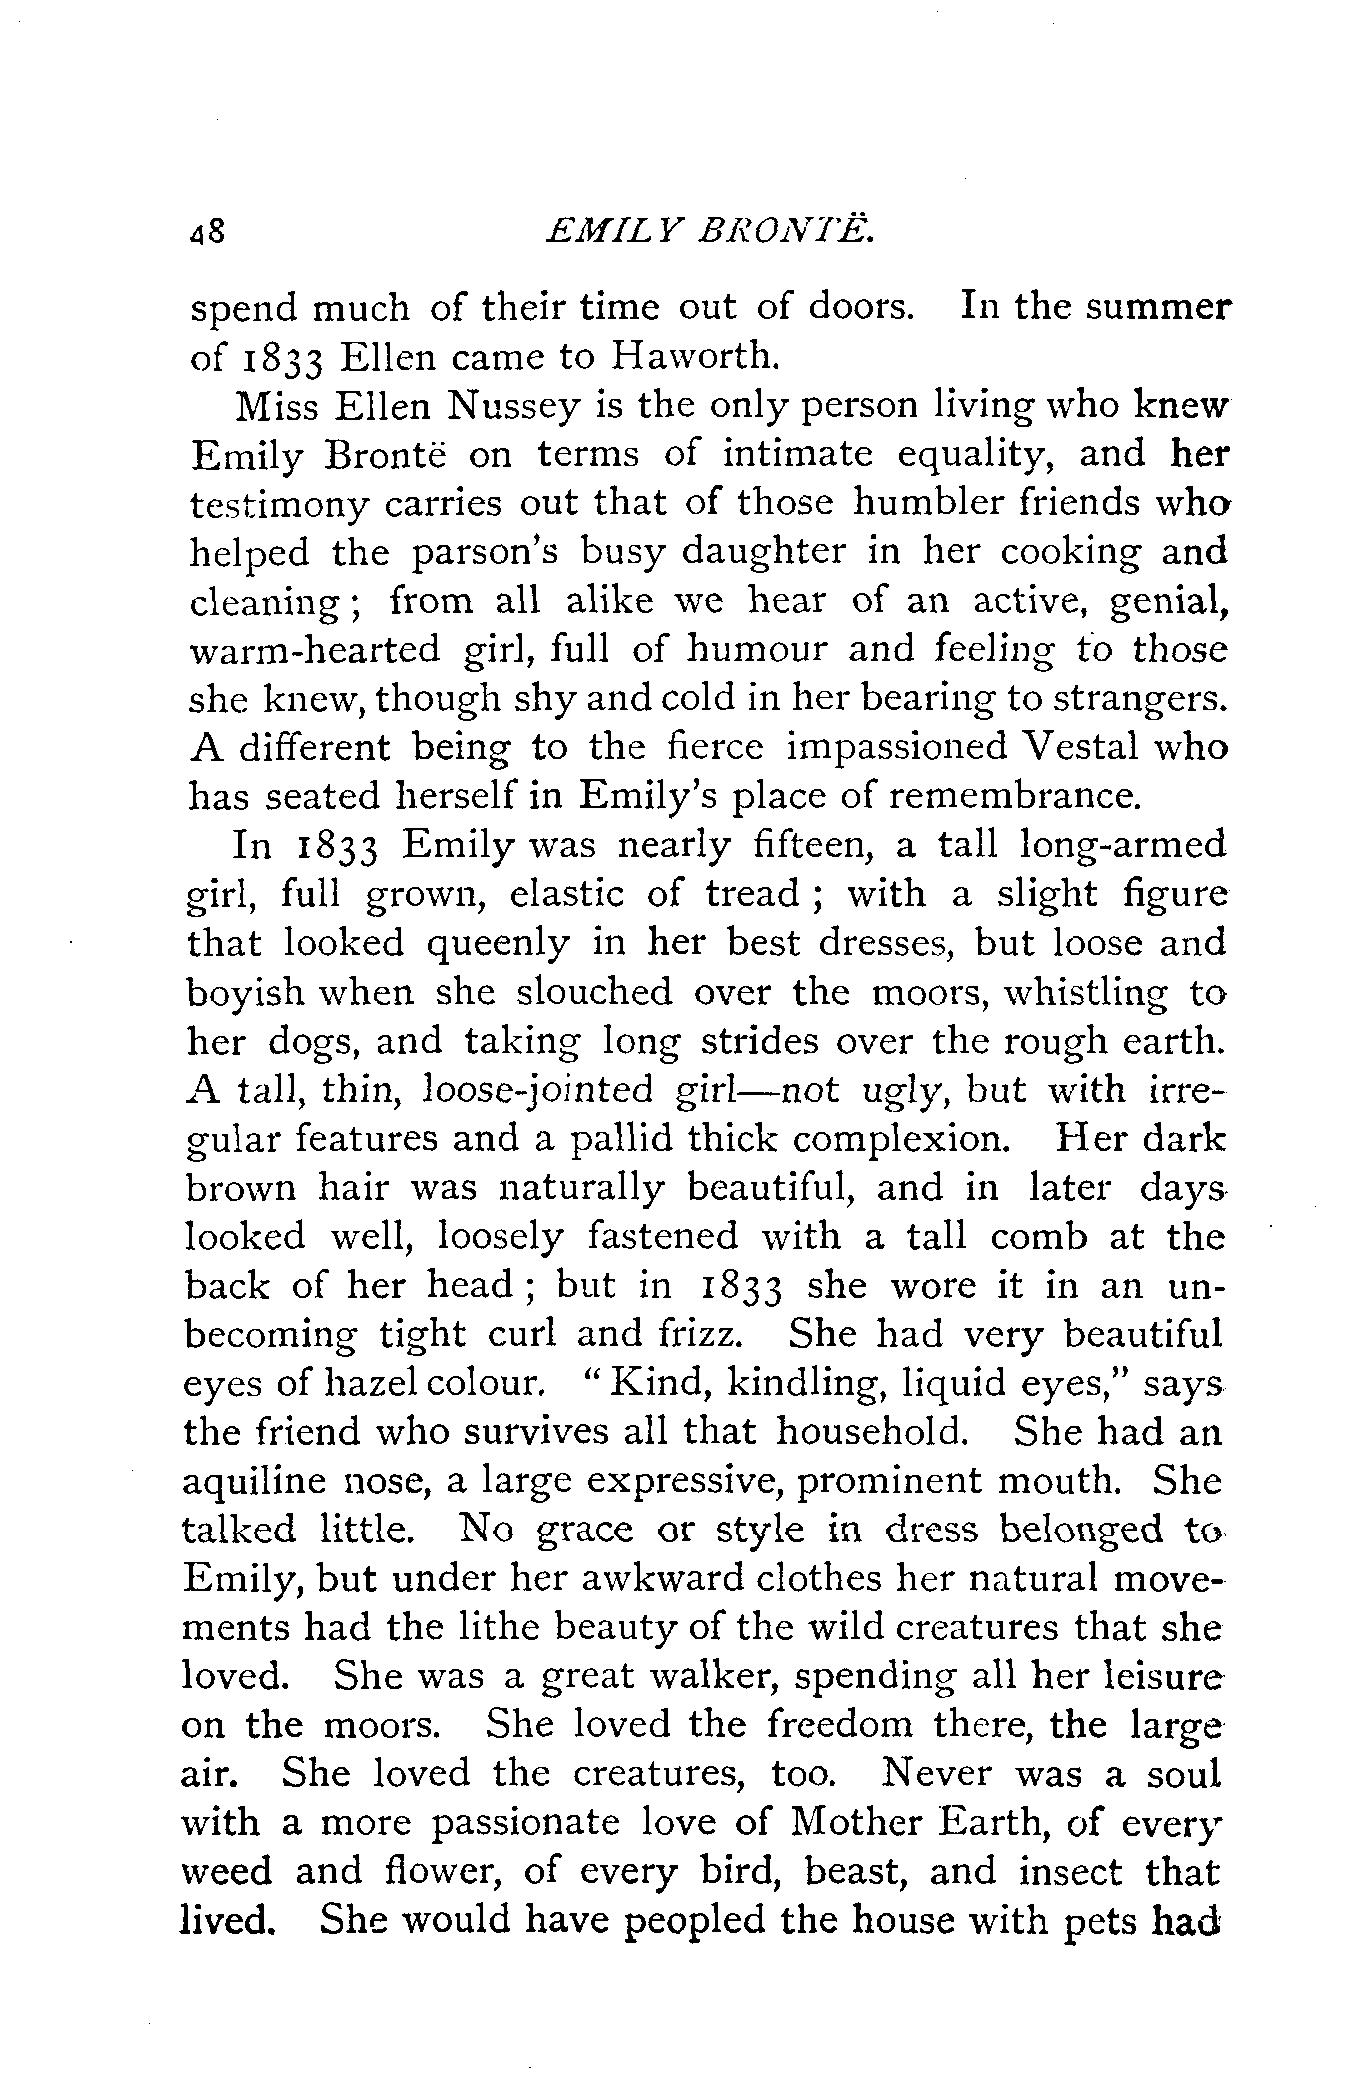 48 EMILY BRONTË.
spend much of their time out of doors. In the summer
of 1833 Ellen came to Haworth.
Miss Ellen Nussey is the only person living who knew
Emily Brontë on terms of intimate equality, and her
testimony carries out that of those humbler friends who
helped the parson's busy daughter in her cooking and
cleaning ; from all alike we hear of an active, genial,
warm-hearted girl, full of humour and feeling to those
she knew, though shy and cold in her bearing to strangers.
A different being to the fierce impassioned Vestal who
has seated herself in Emily's place of remembrance.
In 1833 Emily was nearly fifteen, a tall long-armed
girl, full grown, elastic of tread ; with a slight figure
that looked queenly in her best dresses, but loose and
boyish when she slouched over the moors, whistling to
her dogs, and taking long strides over the rough earth.
A tall, thin, loose-jointed girl—not ugly, but with irre-
gular features and a pallid thick complexion. Her dark
brown hair was naturally beautiful, and in later days
looked well, loosely fastened with a tall comb at the
back of her head ; but in 1833 she wore it in an un-
becoming tight curl and frizz. She had very beautiful
eyes of hazel colour. "Kind, kindling, liquid eyes," says
the friend who survives all that household. She had an
aquiline nose, a large expressive, prominent mouth. She
talked little. No grace or style in dress belonged to
Emily, but under her awkward clothes her natural move-
ments had the lithe beauty of the wild creatures that she
loved. She was a great walker, spending all her leisure
on the moors. She loved the freedom there, the large
air. She loved the creatures, too. Never was a soul
with a more passionate love of Mother Earth, of every
weed and flower, of every bird, beast, and insect that
lived. She would have peopled the house with pets had